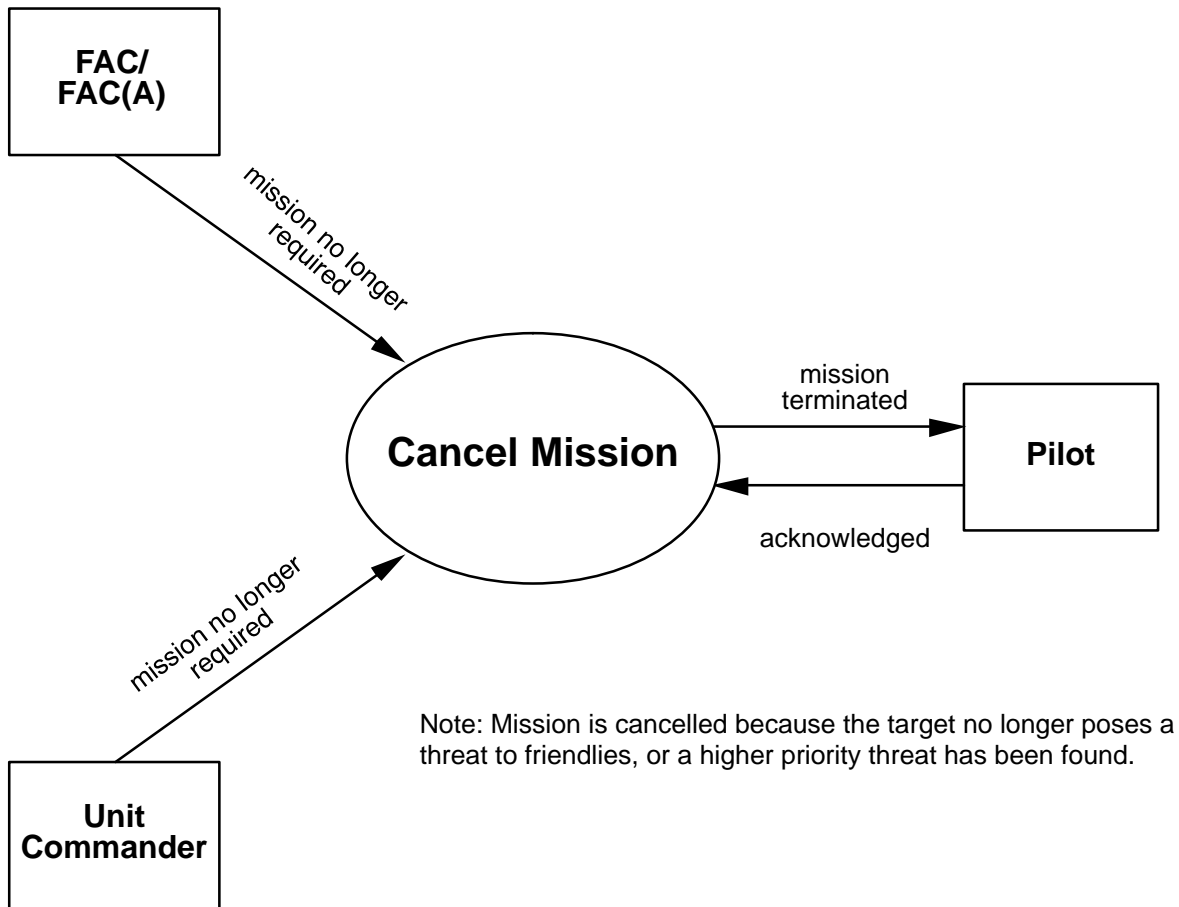 FAC/
FAC(A)
mission no longer
required
mission
terminated
Cancel Mission
Pilot
acknowledged
mission no longer
required
Note: Mission is cancelled because the target no longer poses a
threat to friendlies, or a higher priority threat has been found.
Unit
Commander